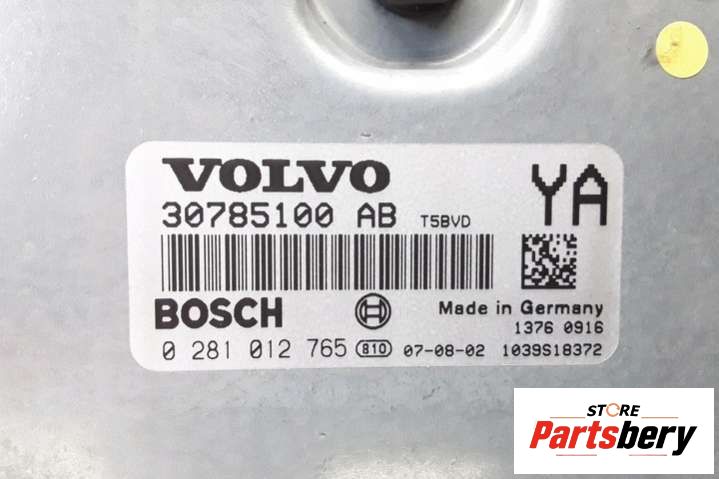 VOLVO
30785100 AB T5BVD
YA
BOSCH
Made in Germany
1376 0916
0 281 012 765 810 07-08-02 1039S18372
STORE
Partsbery